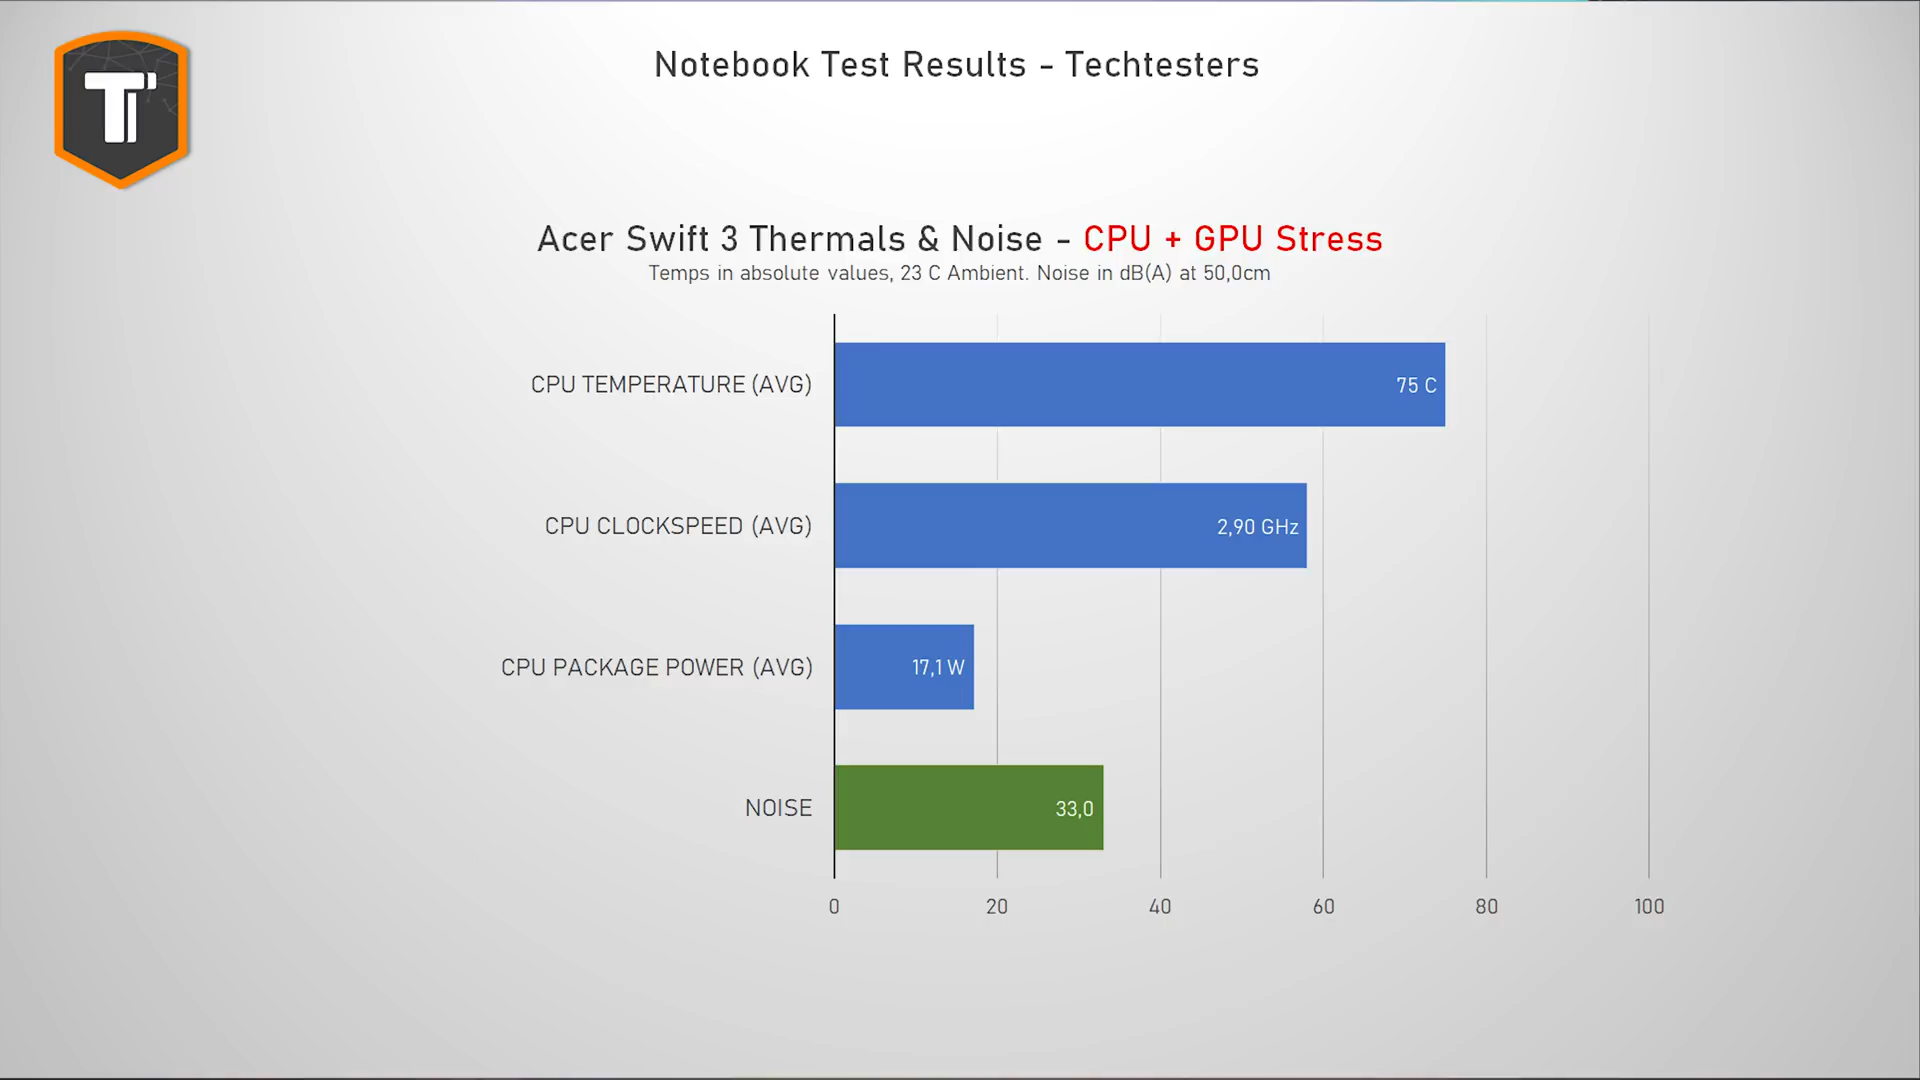 T
Notebook Test Results - Techtesters
Acer Swift 3 Thermals & Noise - CPU + GPU Stress
Temps in absolute values, 23 C Ambient. Noise in dB(A) at 50,0cm
CPU TEMPERATURE (AVG) 75 C
CPU CLOCKSPEED (AVG) 2,90 GHz
CPU PACKAGE POWER (AVG) 17,1 W
NOISE 33,0
0 20 40 60 80 100